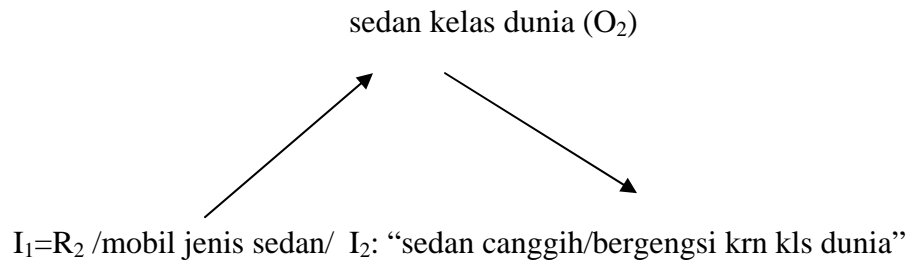 sedan kelas dunia (O₂)
I₁=R₂ /mobil jenis sedan/ I₂: “sedan canggih/bergengsi krn kls dunia”